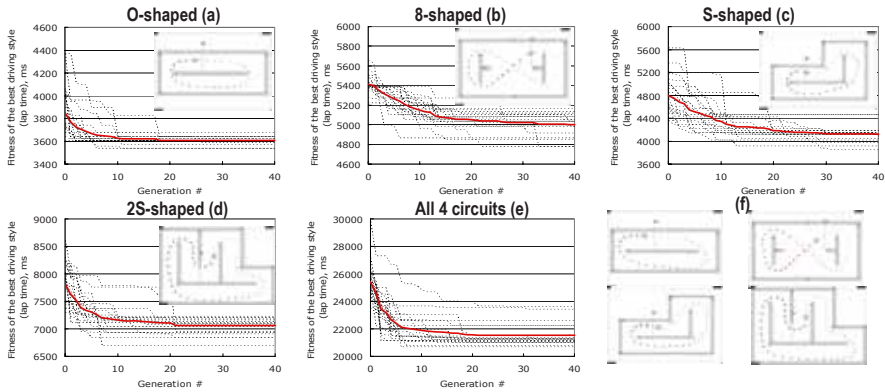 O-shaped (a)
Fitness of the best driving style
(lap time), ms
4600
4400
4200
4000
3800
3600
3400
0 10 20 30 40
Generation #
8-shaped (b)
Fitness of the best driving style
(lap time), ms
6000
5800
5600
5400
5200
5000
4800
4600
0 10 20 30 40
Generation #
S-shaped (c)
Fitness of the best driving style
(lap time), ms
6000
5600
5200
4800
4400
4000
3600
0 10 20 30 40
Generation #
2S-shaped (d)
Fitness of the best driving style
(lap time), ms
9000
8500
8000
7500
7000
6500
0 10 20 30 40
Generation #
All 4 circuits (e)
Fitness of the best driving style
(lap time), ms
30000
28000
26000
24000
22000
20000
0 10 20 30 40
Generation #
(f)